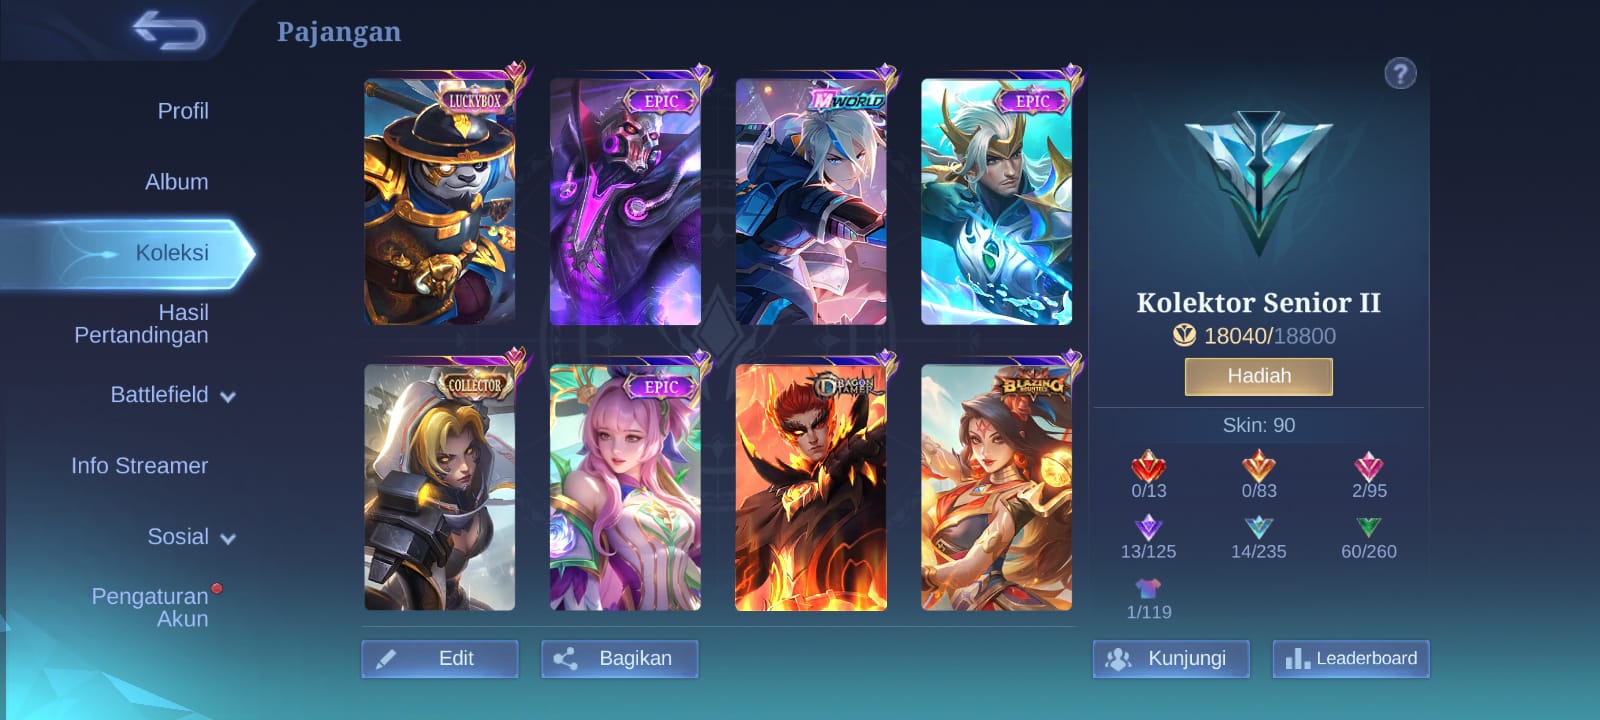 Pajangan
Profil
Album
Koleksi
Hasil
Pertandingan
Battlefield
Info Streamer
Sosial
Pengaturan
Akun
LUCKYBOX
EPIC
MWORLD
EPIC
COLLECTOR
EPIC
DRAGON
TAMER
BLAZING
BOUNTIES
?
Kolektor Senior II
18040/18800
Hadiah
Skin: 90
0/13
0/83
2/95
13/125
14/235
60/260
1/119
Edit
Bagikan
Kunjungi
Leaderboard